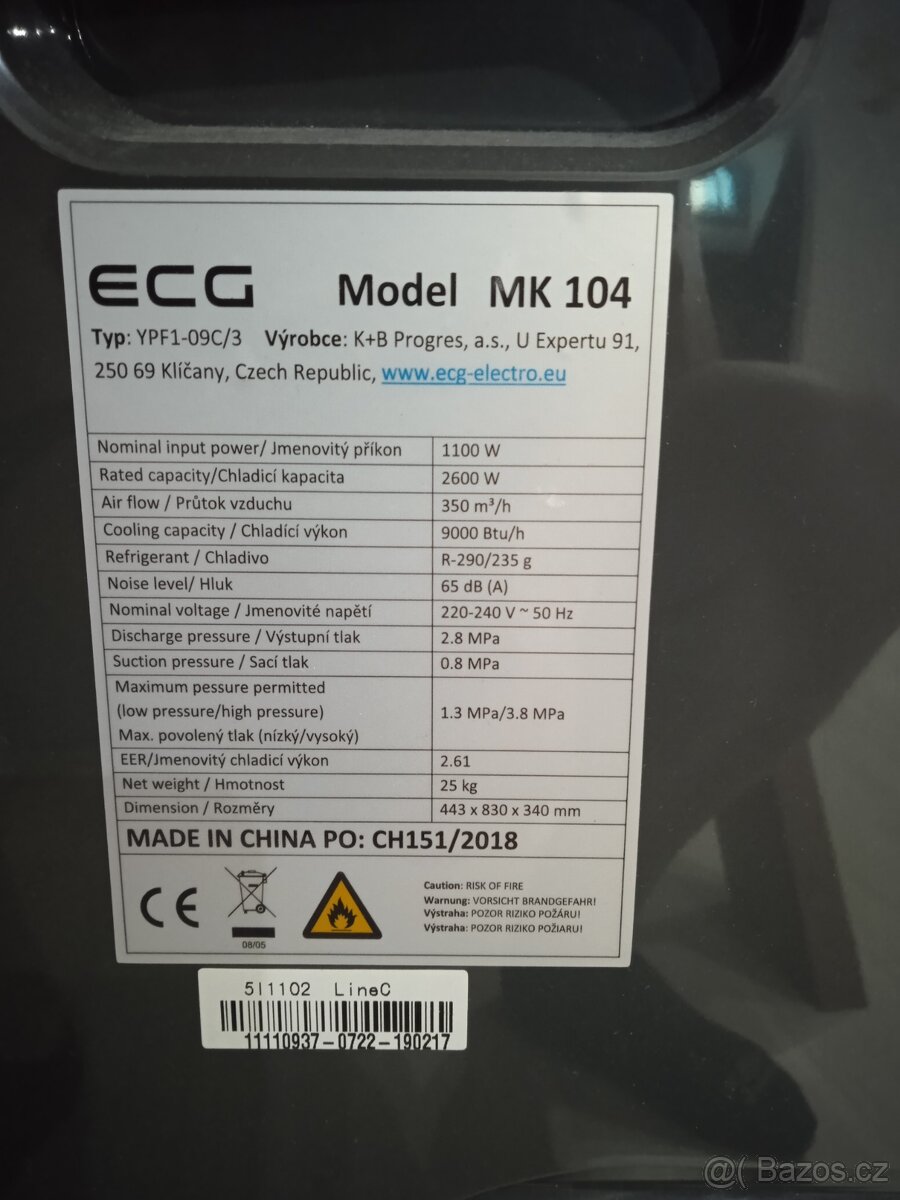 ECG Model MK 104
Typ: YPF1-09C/3 Výrobce: K+B Progres, a.s., U Expertu 91,
250 69 Klíčany, Czech Republic, www.ecg-electro.eu
Nominal input power/ Jmenovitý příkon 1100 W
Rated capacity/Chladicí kapacita 2600 W
Air flow / Průtok vzduchu 350 m³/h
Cooling capacity / Chladící výkon 9000 Btu/h
Refrigerant / Chladivo R-290/235 g
Noise level/ Hluk 65 dB (A)
Nominal voltage / Jmenovité napětí 220-240 V ~ 50 Hz
Discharge pressure / Výstupní tlak 2.8 MPa
Suction pressure / Sací tlak 0.8 MPa
Maximum pessure permitted
(low pressure/high pressure) 1.3 MPa/3.8 MPa
Max. povolený tlak (nízký/vysoký)
EER/Jmenovitý chladicí výkon 2.61
Net weight / Hmotnost 25 kg
Dimension / Rozměry 443 x 830 x 340 mm
MADE IN CHINA PO: CH151/2018
CE
08/05
Caution: RISK OF FIRE
Warnung: VORSICHT BRANDGEFAHR!
Výstraha: POZOR RIZIKO POŽÁRU!
Výstraha: POZOR RIZIKO POŽIARU!
5I1102 LineC
11110937-0722-190217
@( Bazos.cz